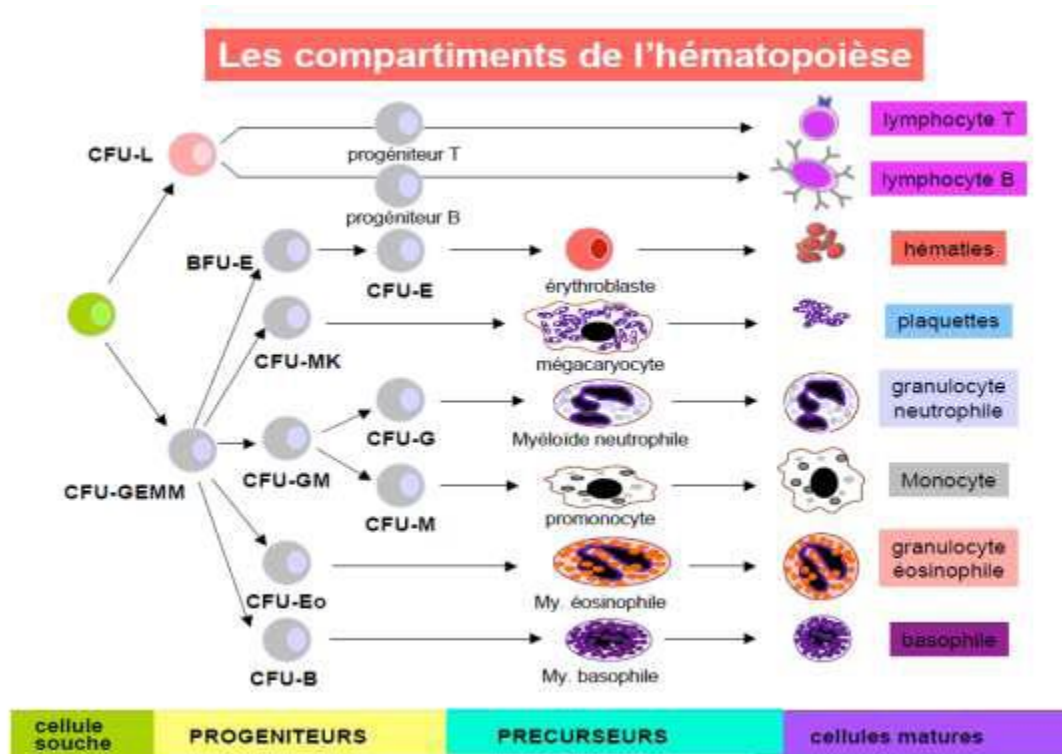 Les compartiments de l'hématopoièse
lymphocyte T
CFU-L
progéniteur T
lymphocyte B
progéniteur B
BFU-E
CFU-E
érythroblaste
hématies
CFU-MK
mégacaryocyte
plaquettes
CFU-G
Myéloide neutrophile
granulocyte
neutrophile
CFU-GEMM
CFU-GM
CFU-M
promonocyte
Monocyte
CFU-Eo
My. éosinophile
granulocyte
éosinophile
CFU-B
My. basophile
basophile
cellule
souche
PROGENITEURS
PRECURSEURS
cellules matures